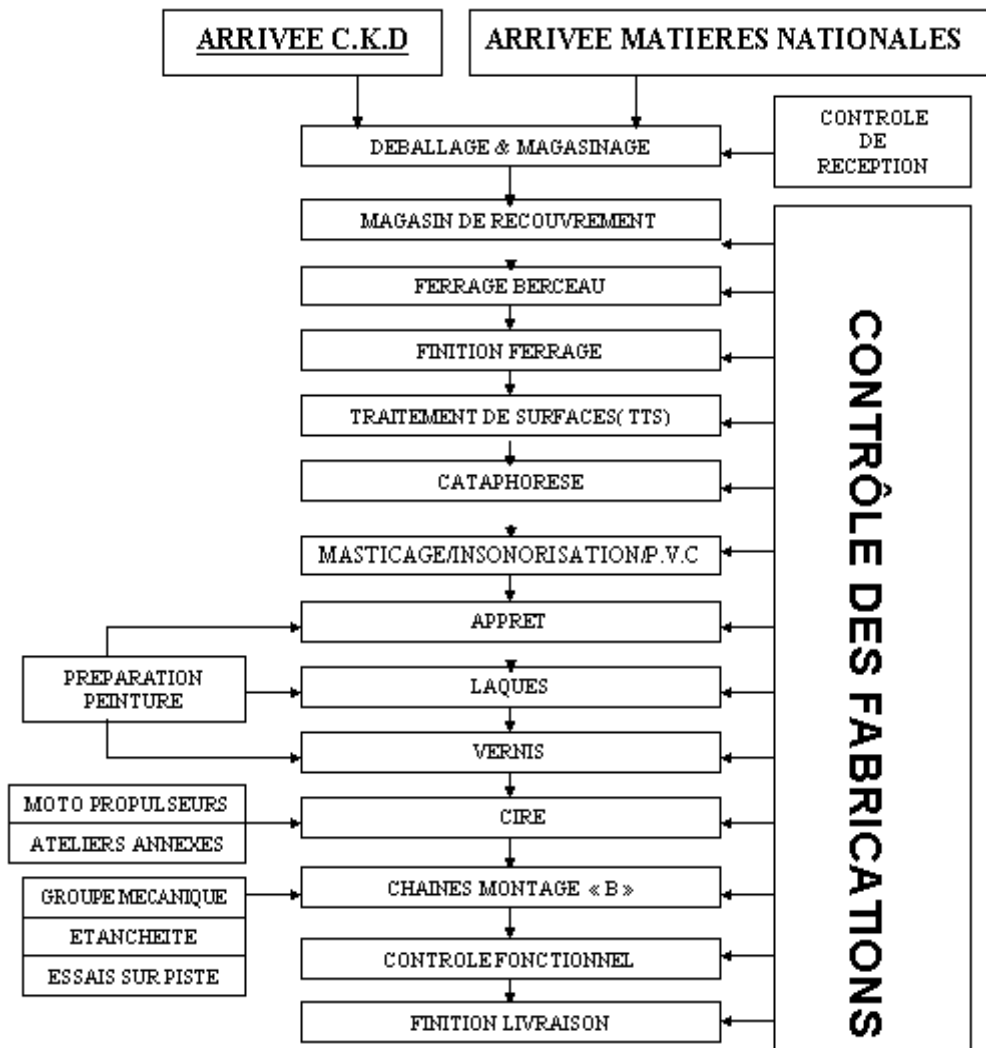 ARRIVEE C.K.D
ARRIVEE MATIERES NATIONALES
CONTROLE
DE
RECEPTION
DEBALLAGE & MAGASINAGE
MAGASIN DE RECOUVREMENT
FERRAGE BERCEAU
FINITION FERRAGE
TRAITEMENT DE SURFACES( TTS)
CATAPHORESE
MASTICAGE/INSONORISATION/P.V.C
APPRET
PREPARATION
PEINTURE
LAQUES
VERNIS
MOTO PROPULSEURS
ATELIERS ANNEXES
CIRE
GROUPE MECANIQUE
ETANCHEITE
ESSAIS SUR PISTE
CHAINES MONTAGE « B »
CONTROLE FONCTIONNEL
FINITION LIVRAISON
CONTRÔLE DES FABRICATIONS